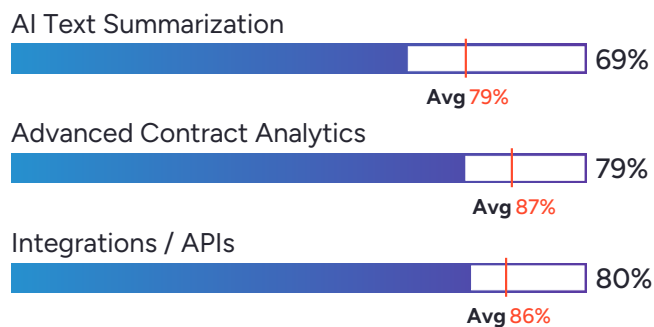 AI Text Summarization
69%
Avg 79%
Advanced Contract Analytics
79%
Avg 87%
Integrations / APIs
80%
Avg 86%